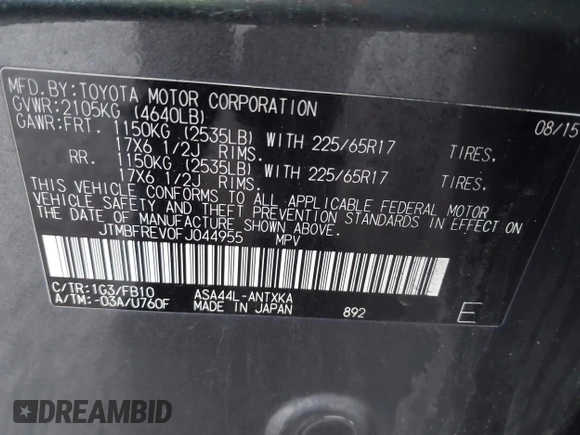 MFD.BY:TOYOTA MOTOR CORPORATION 08/15
GVWR:2105KG (4640LB)
GAWR:FRT. 1150KG (2535LB) WITH 225/65R17 TIRES.
17X6 1/2J RIMS.
RR. 1150KG (2535LB) WITH 225/65R17 TIRES.
17X6 1/2J RIMS.
THIS VEHICLE CONFORMS TO ALL APPLICABLE FEDERAL MOTOR
VEHICLE SAFETY AND THEFT PREVENTION STANDARDS IN EFFECT ON
THE DATE OF MANUFACTURE SHOWN ABOVE.
JTMBFREV0FJ044955 MPV
C/TR:1G3/FB10 ASA44L-ANTXKA
A/TM:-03A/U760F MADE IN JAPAN 892 E
DREAMBID